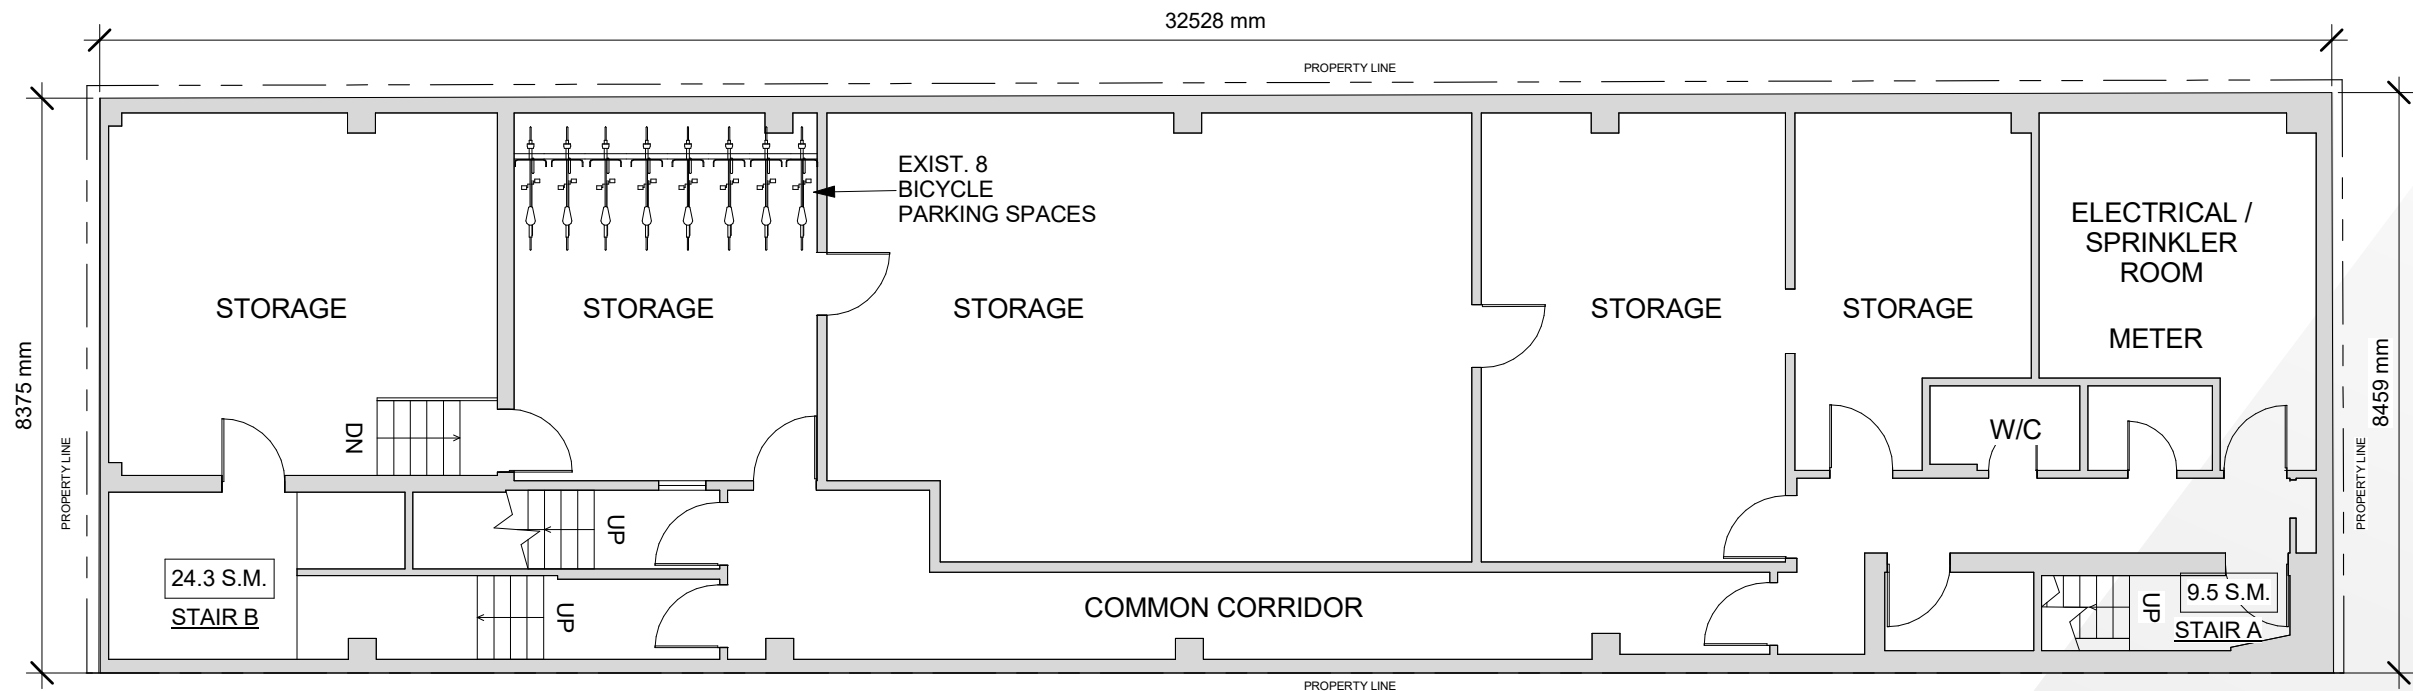 32528 mm
PROPERTY LINE
EXIST. 8
BICYCLE
PARKING SPACES
ELECTRICAL /
SPRINKLER
ROOM
METER
STORAGE
STORAGE
STORAGE
STORAGE
STORAGE
8375 mm
8459 mm
DN
W/C
PROPERTY LINE
PROPERTY LINE
UP
24.3 S.M.
STAIR B
UP
COMMON CORRIDOR
UP
9.5 S.M.
STAIR A
PROPERTY LINE